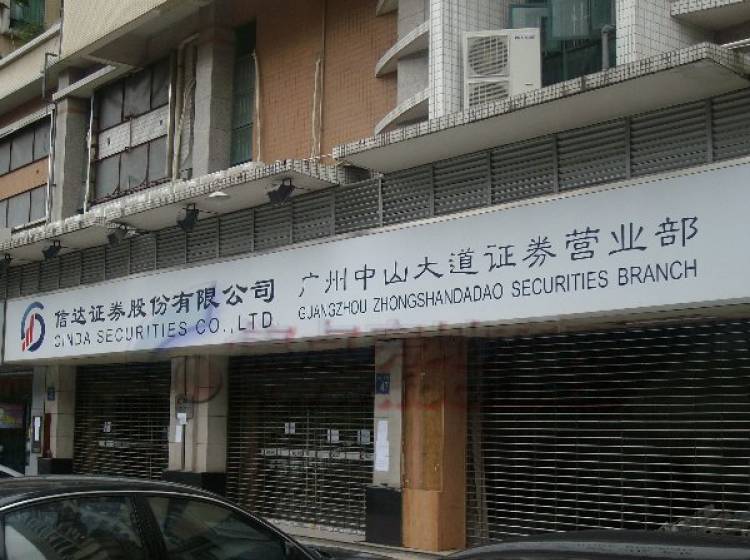 信达证券股份有限公司
CINDA SECURITIES CO.,LTD
广州中山大道证券营业部
GUANGZHOU ZHONGSHANDADAO SECURITIES BRANCH
47